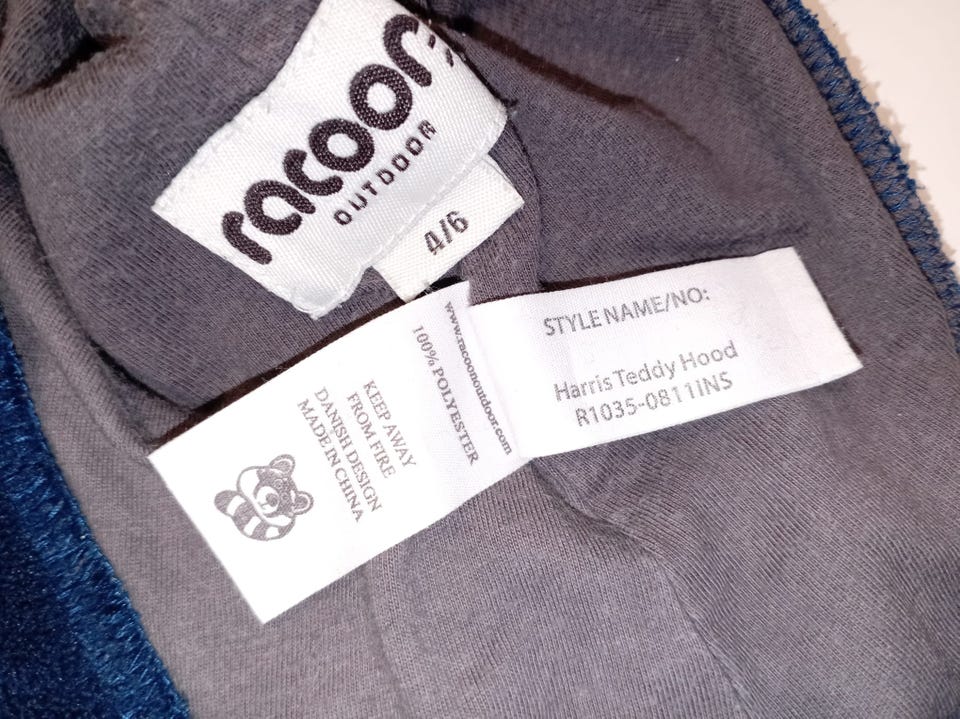 racoon
OUTDOOR
4/6
www.racoonoutdoor.com
100% POLYESTER
KEEP AWAY
FROM FIRE
DANISH DESIGN
MADE IN CHINA
STYLE NAME/NO:
Harris Teddy Hood
R1035-0811INS